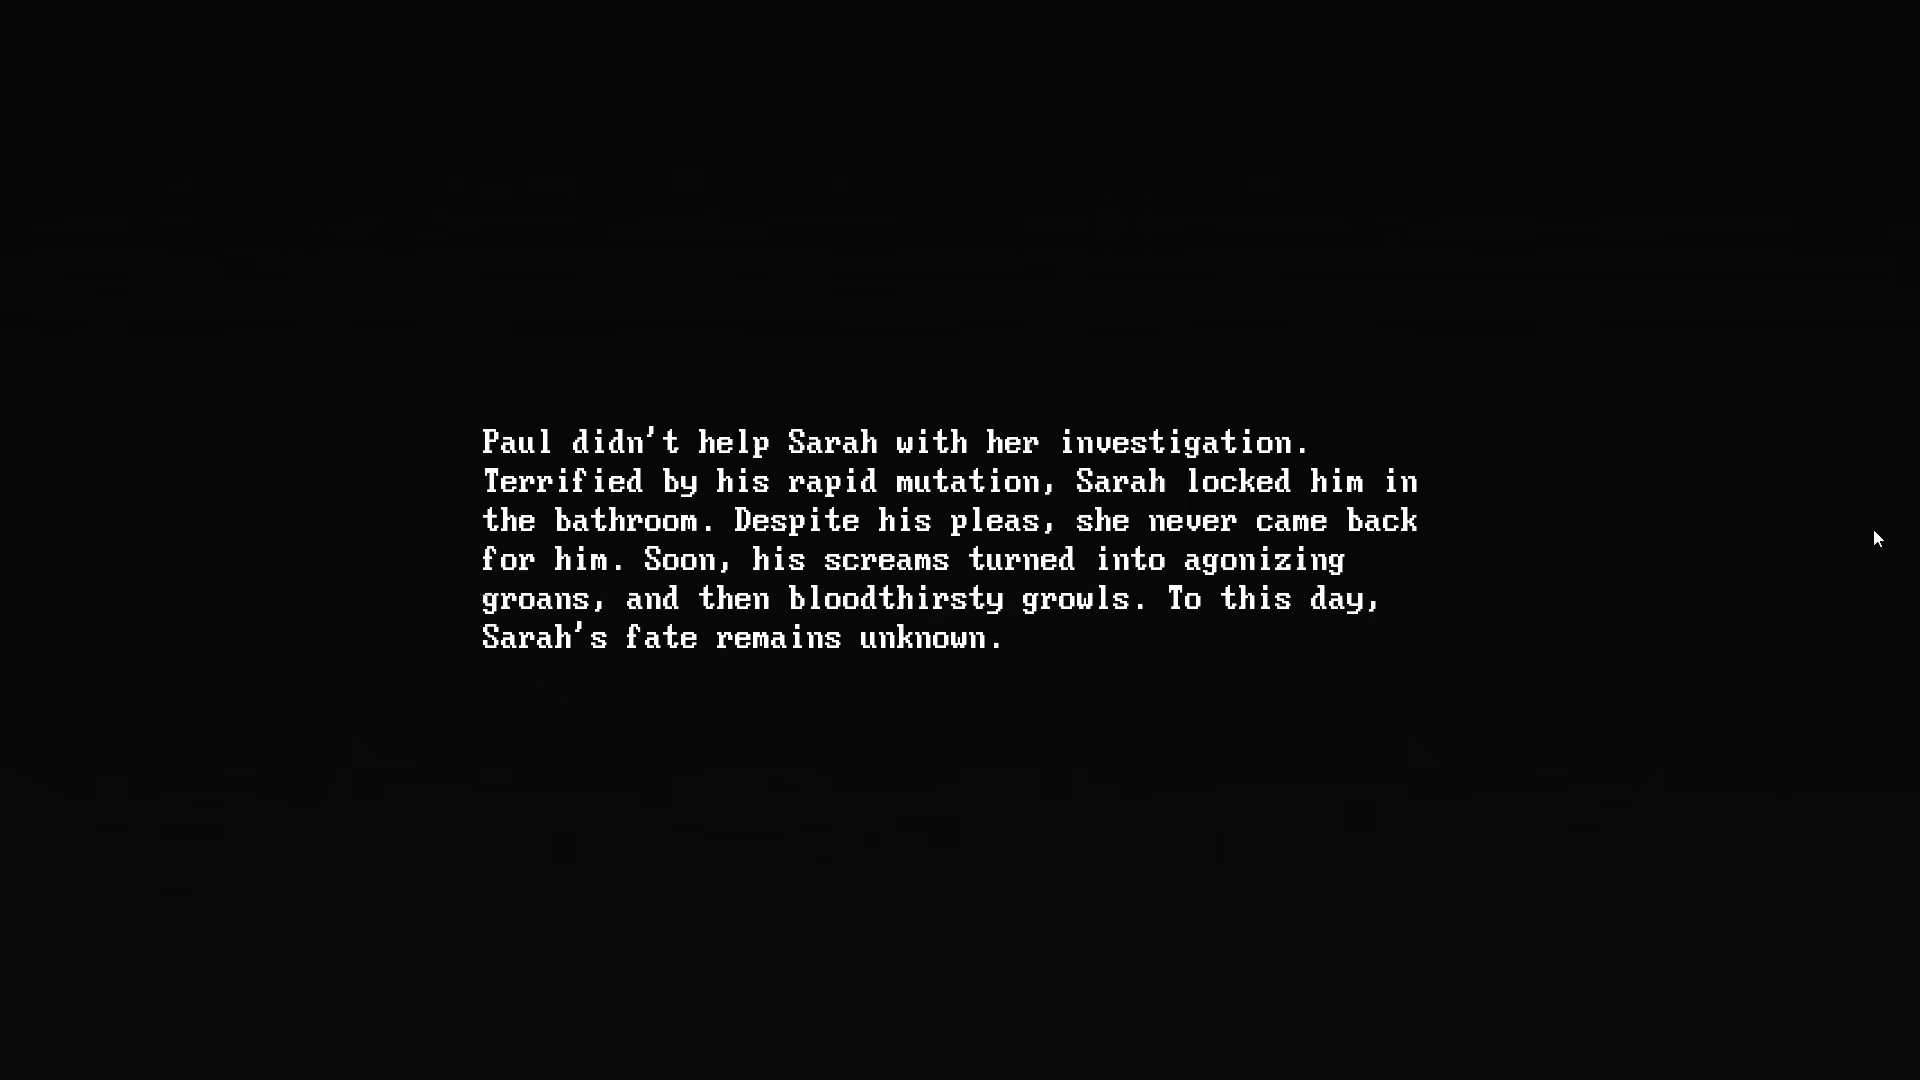 Paul didn't help Sarah with her investigation.
Terrified by his rapid mutation, Sarah locked him in
the bathroom. Despite his pleas, she never came back
for him. Soon, his screams turned into agonizing
groans, and then bloodthirsty growls. To this day,
Sarah's fate remains unknown.